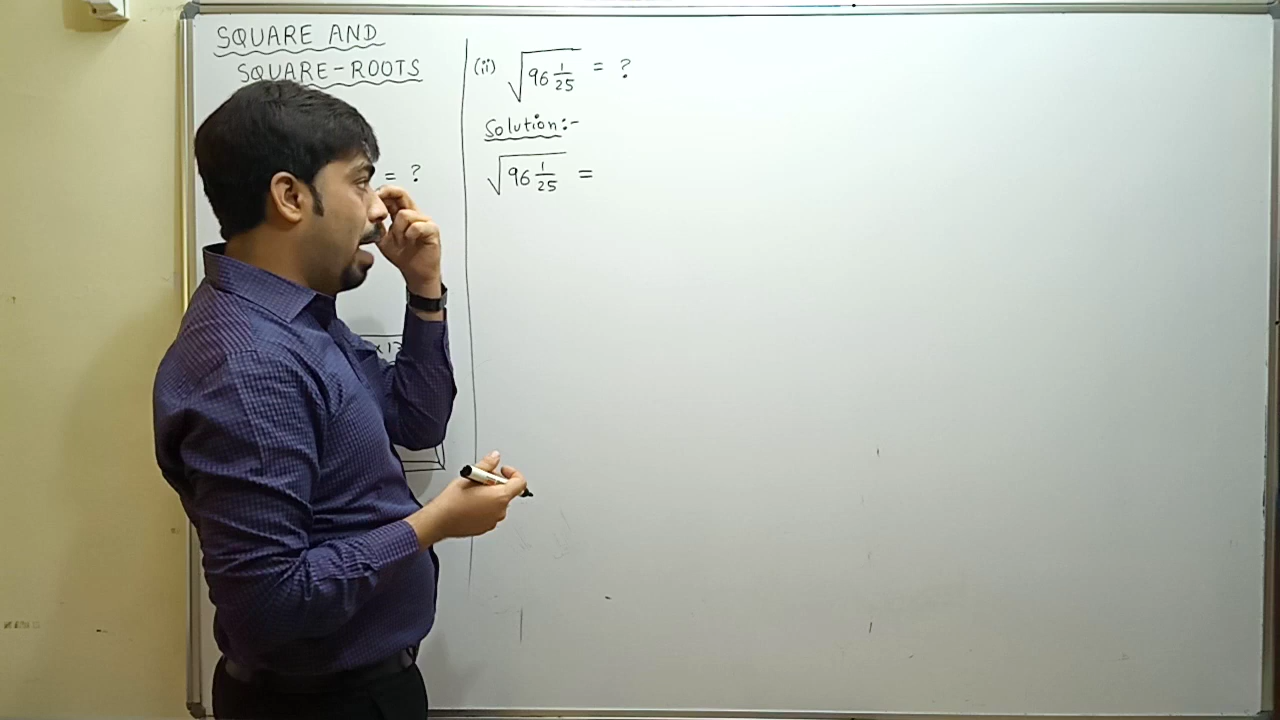 SQUARE AND
SQUARE-ROOTS
= ?
(ii) √96 1/25 = ?
Solution:-
√96 1/25 =